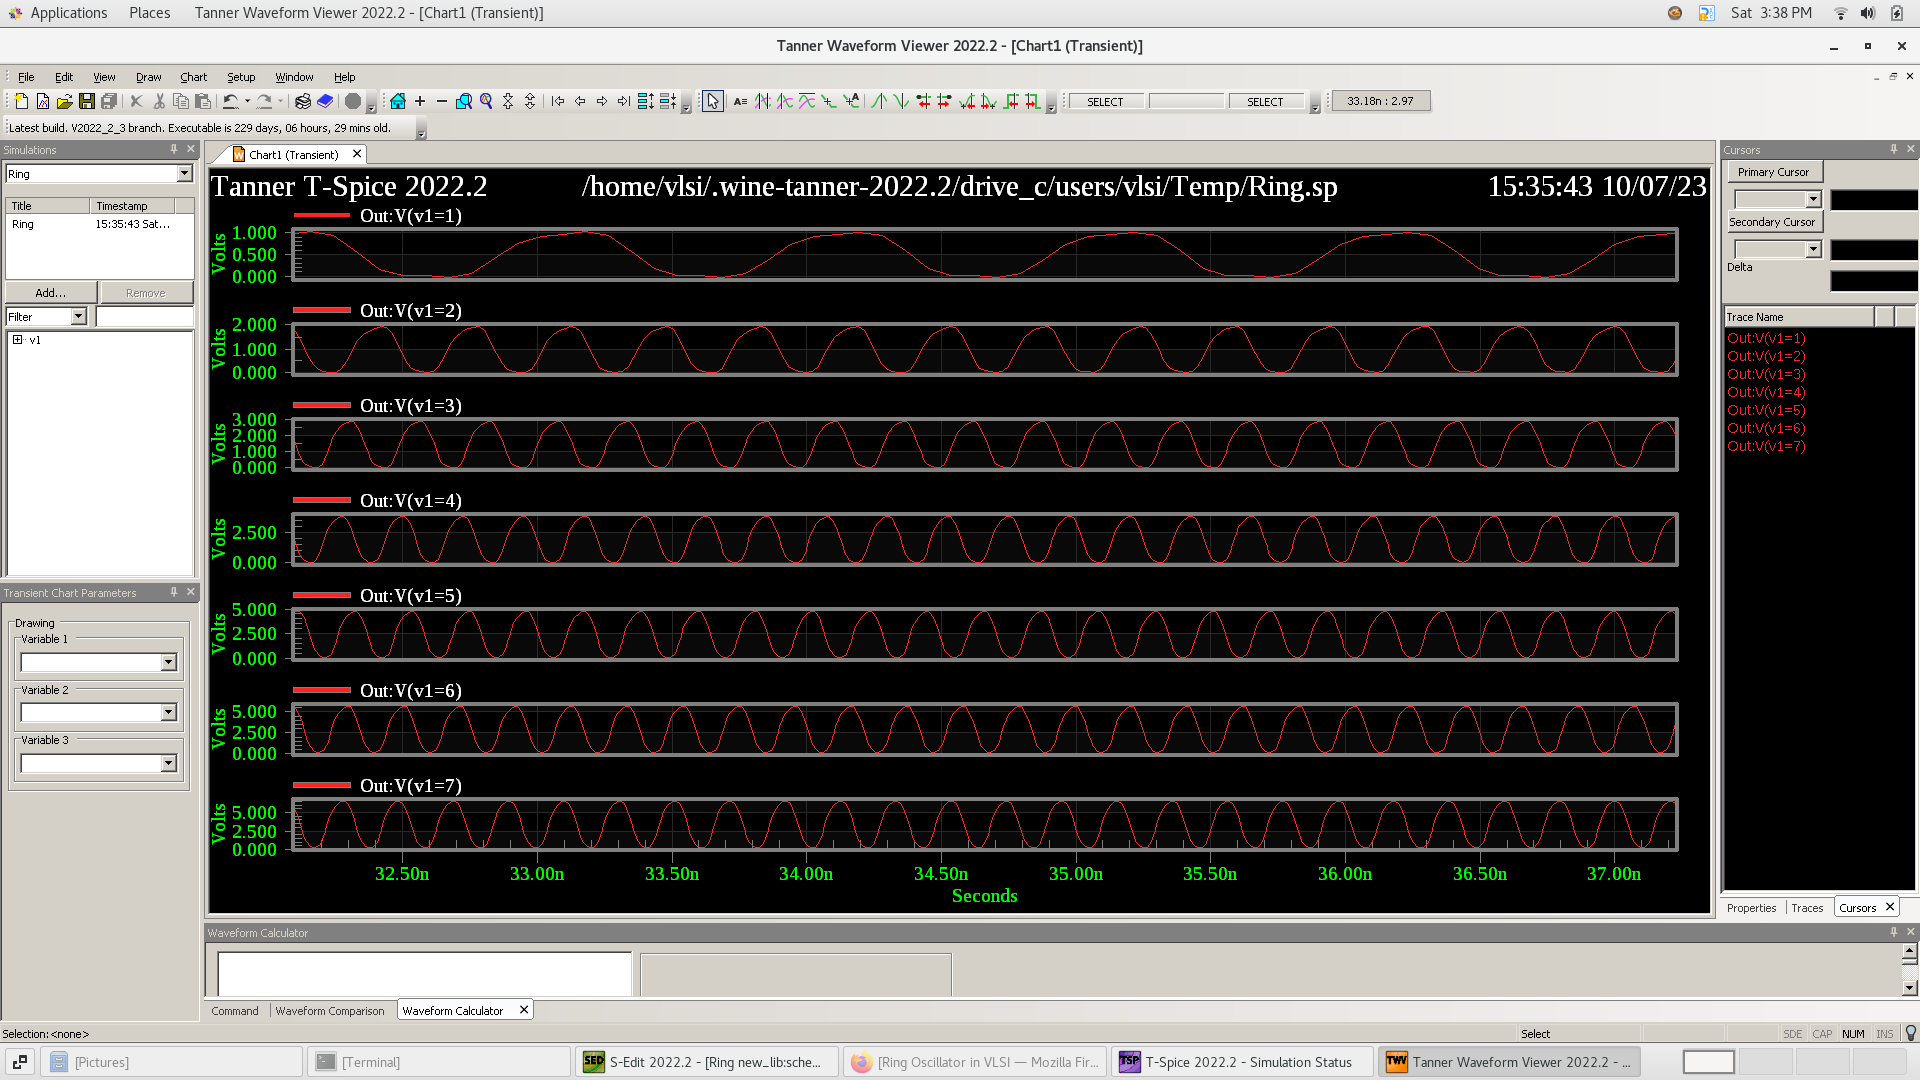 Applications Places Tanner Waveform Viewer 2022.2 - [Chart1 (Transient)] Sat 3:38 PM
Tanner Waveform Viewer 2022.2 - [Chart1 (Transient)]
File Edit View Draw Chart Setup Window Help
SELECT SELECT 33.18n : 2.97
Latest build. V2022_2_3 branch. Executable is 229 days, 06 hours, 29 mins old.
Simulations
Ring
Title Timestamp
Ring 15:35:43 Sat...
Add... Remove
Filter
v1
Transient Chart Parameters
Drawing
Variable 1
Variable 2
Variable 3
Chart1 (Transient)
Tanner T-Spice 2022.2 /home/vlsi/.wine-tanner-2022.2/drive_c/users/vlsi/Temp/Ring.sp 15:35:43 10/07/23
Out:V(v1=1)
Volts
1.000
0.500
0.000
Out:V(v1=2)
Volts
2.000
1.000
0.000
Out:V(v1=3)
Volts
3.000
2.000
1.000
0.000
Out:V(v1=4)
Volts
2.500
0.000
Out:V(v1=5)
Volts
5.000
2.500
0.000
Out:V(v1=6)
Volts
5.000
2.500
0.000
Out:V(v1=7)
Volts
5.000
2.500
0.000
32.50n 33.00n 33.50n 34.00n 34.50n 35.00n 35.50n 36.00n 36.50n 37.00n
Seconds
Cursors
Primary Cursor
Secondary Cursor
Delta
Trace Name
Out:V(v1=1)
Out:V(v1=2)
Out:V(v1=3)
Out:V(v1=4)
Out:V(v1=5)
Out:V(v1=6)
Out:V(v1=7)
Properties Traces Cursors
Waveform Calculator
Command Waveform Comparison Waveform Calculator
Selection: <none> Select SDE CAP NUM INS
[Pictures] [Terminal] SED S-Edit 2022.2 - [Ring new_lib:sche... [Ring Oscillator in VLSI — Mozilla Fir... TSP T-Spice 2022.2 - Simulation Status TWV Tanner Waveform Viewer 2022.2 - ...